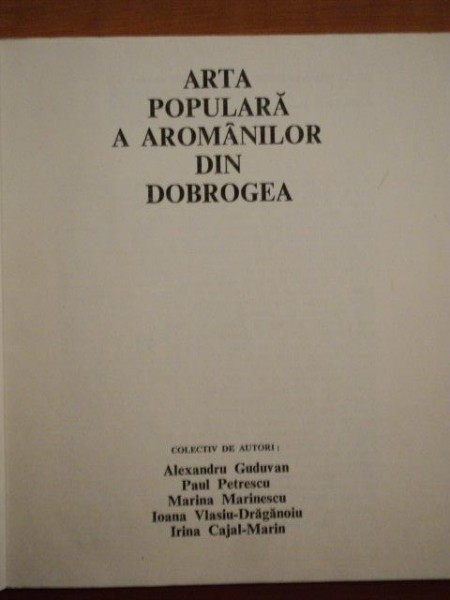 ARTA
POPULARĂ
A AROMÂNILOR
DIN
DOBROGEA
COLECTIV DE AUTORI :
Alexandru Guduvan
Paul Petrescu
Marina Marinescu
Ioana Vlasiu-Drăgănoiu
Irina Cajal-Marin